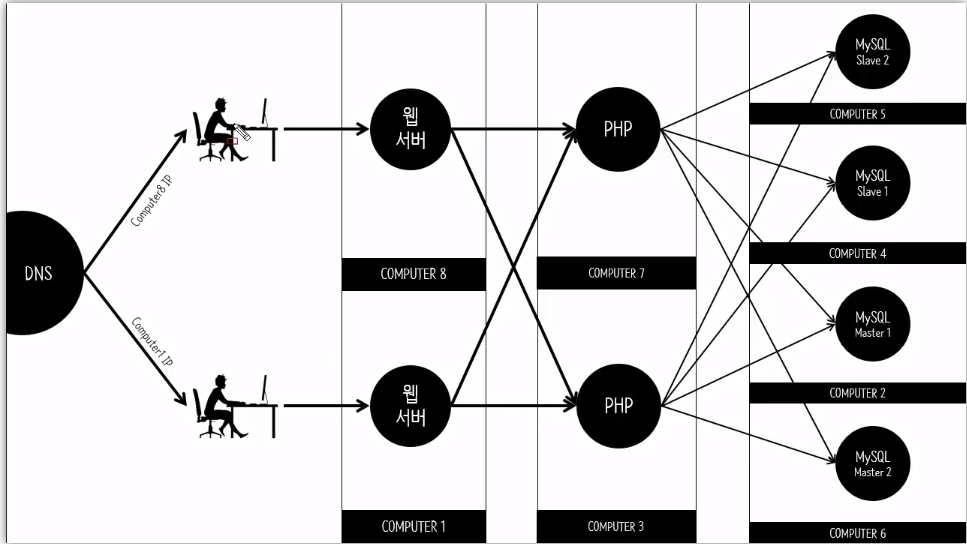 DNS
Computer8 IP
Computer1 IP
웹
서버
COMPUTER 8
웹
서버
COMPUTER 1
PHP
COMPUTER 7
PHP
COMPUTER 3
MySQL
Slave 2
COMPUTER 5
MySQL
Slave 1
COMPUTER 4
MySQL
Master 1
COMPUTER 2
MySQL
Master 2
COMPUTER 6